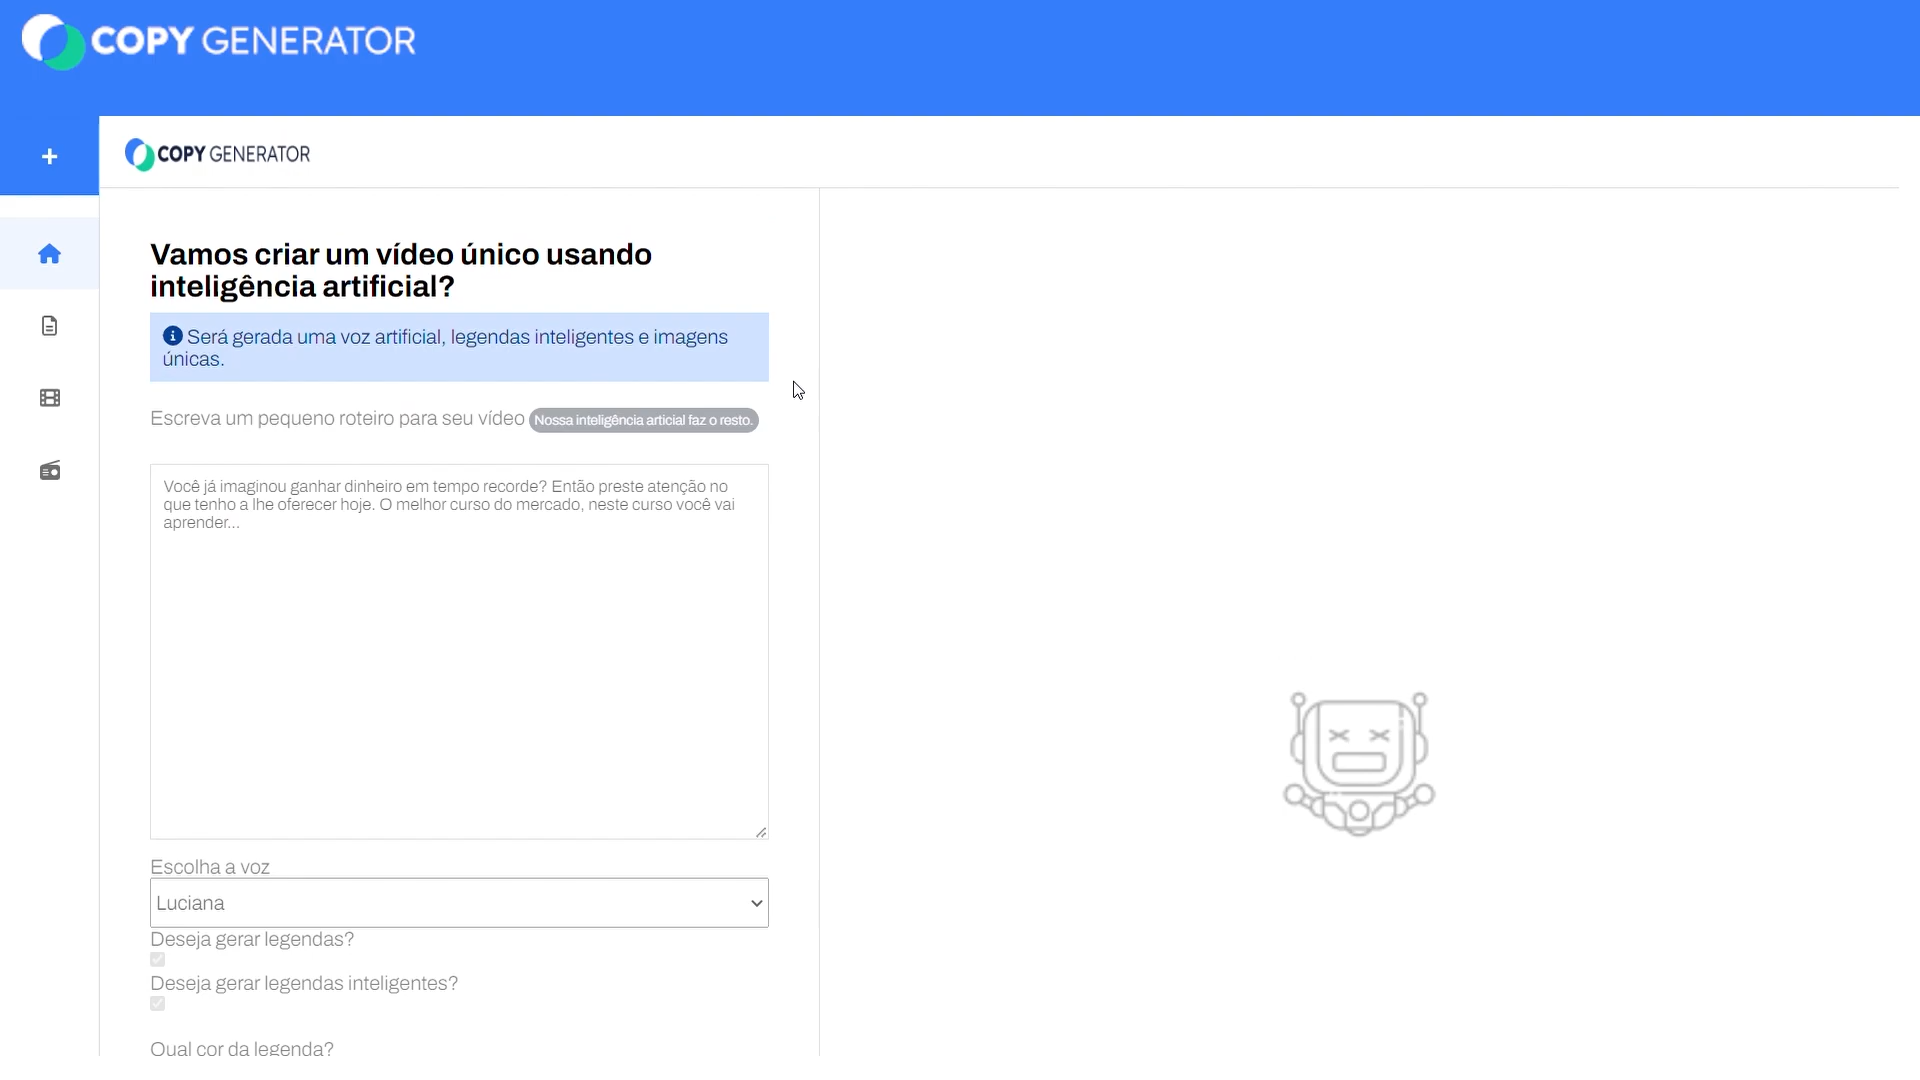 COPY GENERATOR
COPY GENERATOR
Vamos criar um vídeo único usando
inteligência artificial?
Será gerada uma voz artificial, legendas inteligentes e imagens
únicas.
Escreva um pequeno roteiro para seu vídeo Nossa inteligência articial faz o resto.
Você já imaginou ganhar dinheiro em tempo recorde? Então preste atenção no
que tenho a lhe oferecer hoje. O melhor curso do mercado, neste curso você vai
aprender...
Escolha a voz
Luciana
Deseja gerar legendas?
Deseja gerar legendas inteligentes?
Qual cor da legenda?